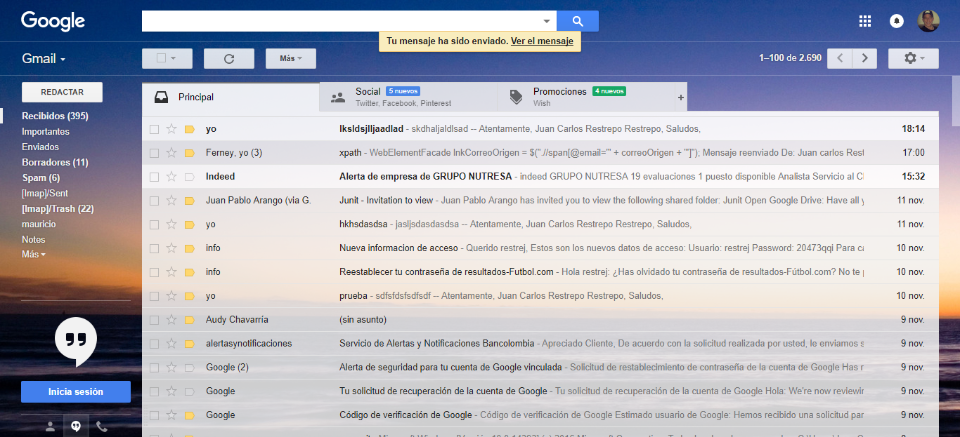 Google
Tu mensaje ha sido enviado. Ver el mensaje
Gmail
Más
1–100 de 2.690
REDACTAR
Recibidos (395)
Importantes
Enviados
Borradores (11)
Spam (6)
[Imap]/Sent
[Imap]/Trash (22)
mauricio
Notes
Más
Inicia sesión
Principal
Social 5 nuevos
Twitter, Facebook, Pinterest
Promociones 4 nuevos
Wish
+
yo lksldsjlljaadlad - skdhaljaldlsad -- Atentamente, Juan Carlos Restrepo Restrepo, Saludos, 18:14
Ferney, yo (3) xpath - WebElementFacade lnkCorreoOrigen = $(".//span[@email='" + correoOrigen + "']"); Mensaje reenviado De: Juan carlos Rest 17:00
Indeed Alerta de empresa de GRUPO NUTRESA - indeed GRUPO NUTRESA 19 evaluaciones 1 puesto disponible Analista Servicio al Cl 15:32
Juan Pablo Arango (via G. Junit - Invitation to view - Juan Pablo Arango has invited you to view the following shared folder: Junit Open Google Drive: Have all y 11 nov.
yo hkhsdasdsa - jasljsdasdasdsa -- Atentamente, Juan Carlos Restrepo Restrepo, Saludos, 11 nov.
info Nueva informacion de acceso - Querido restrej, Estos son los nuevos datos de acceso: Usuario: restrej Password: 20473qqI Para ca 10 nov.
info Reestablecer tu contraseña de resultados-Futbol.com - Hola restrej: ¿Has olvidado tu contraseña de resultados-Fútbol.com? No te p 10 nov.
yo prueba - sdfsfdsfsdfsdf -- Atentamente, Juan Carlos Restrepo Restrepo, Saludos, 10 nov.
Audy Chavarría (sin asunto) 9 nov.
alertasynotificaciones Servicio de Alertas y Notificaciones Bancolombia - Apreciado Cliente, De acuerdo con la solicitud realizada por usted, le enviamos s 9 nov.
Google (2) Alerta de seguridad para tu cuenta de Google vinculada - Solicitud de restablecimiento de contraseña de la cuenta de Google Has r 9 nov.
Google Tu solicitud de recuperación de la cuenta de Google - Tu solicitud de recuperación de la cuenta de Google Hola: We're now reviewin 9 nov.
Google Código de verificación de Google - Código de verificación de Google Estimado usuario de Google: Hemos recibido una solicitud par 9 nov.